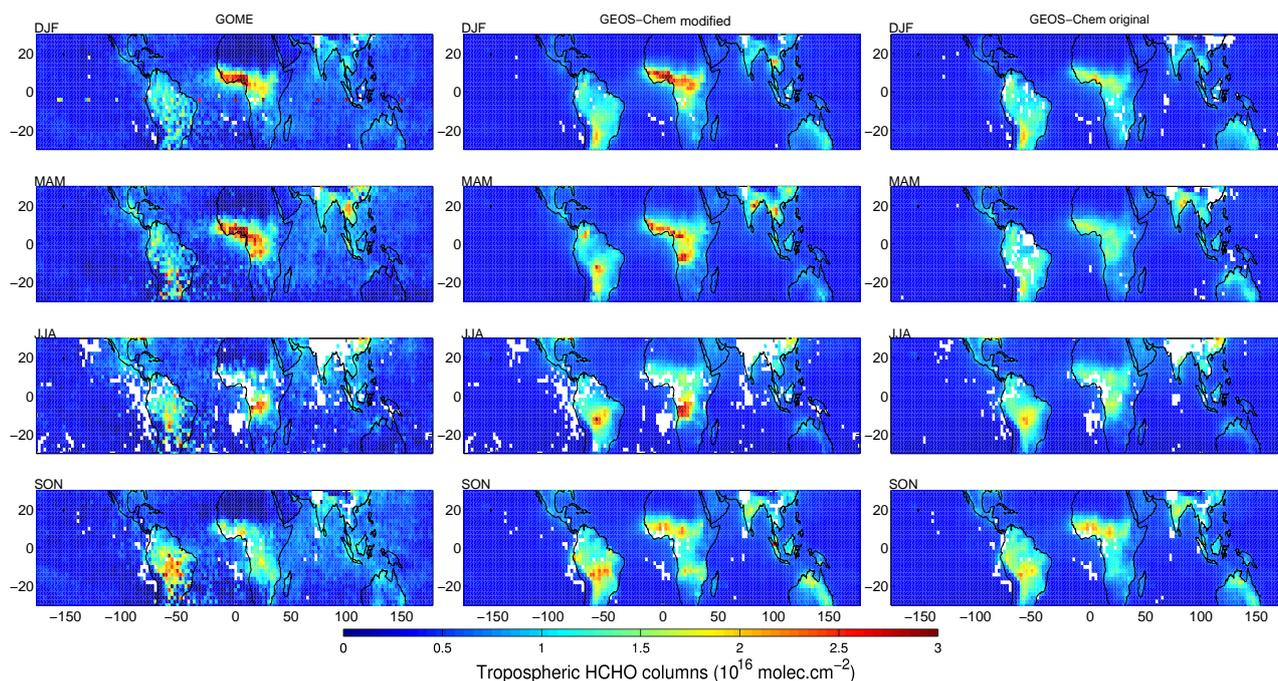 GOME GEOS−Chem modified GEOS−Chem original
DJF DJF DJF
20 20 20
0 0 0
−20 −20 −20
MAM MAM MAM
20 20 20
0 0 0
−20 −20 −20
JJA JJA JJA
20 20 20
0 0 0
−20 −20 −20
SON SON SON
20 20 20
0 0 0
−20 −20 −20
−150 −100 −50 0 50 100 150 −150 −100 −50 0 50 100 150 −150 −100 −50 0 50 100 150
0 0.5 1 1.5 2 2.5 3
Tropospheric HCHO columns (10^16 molec.cm^−2)